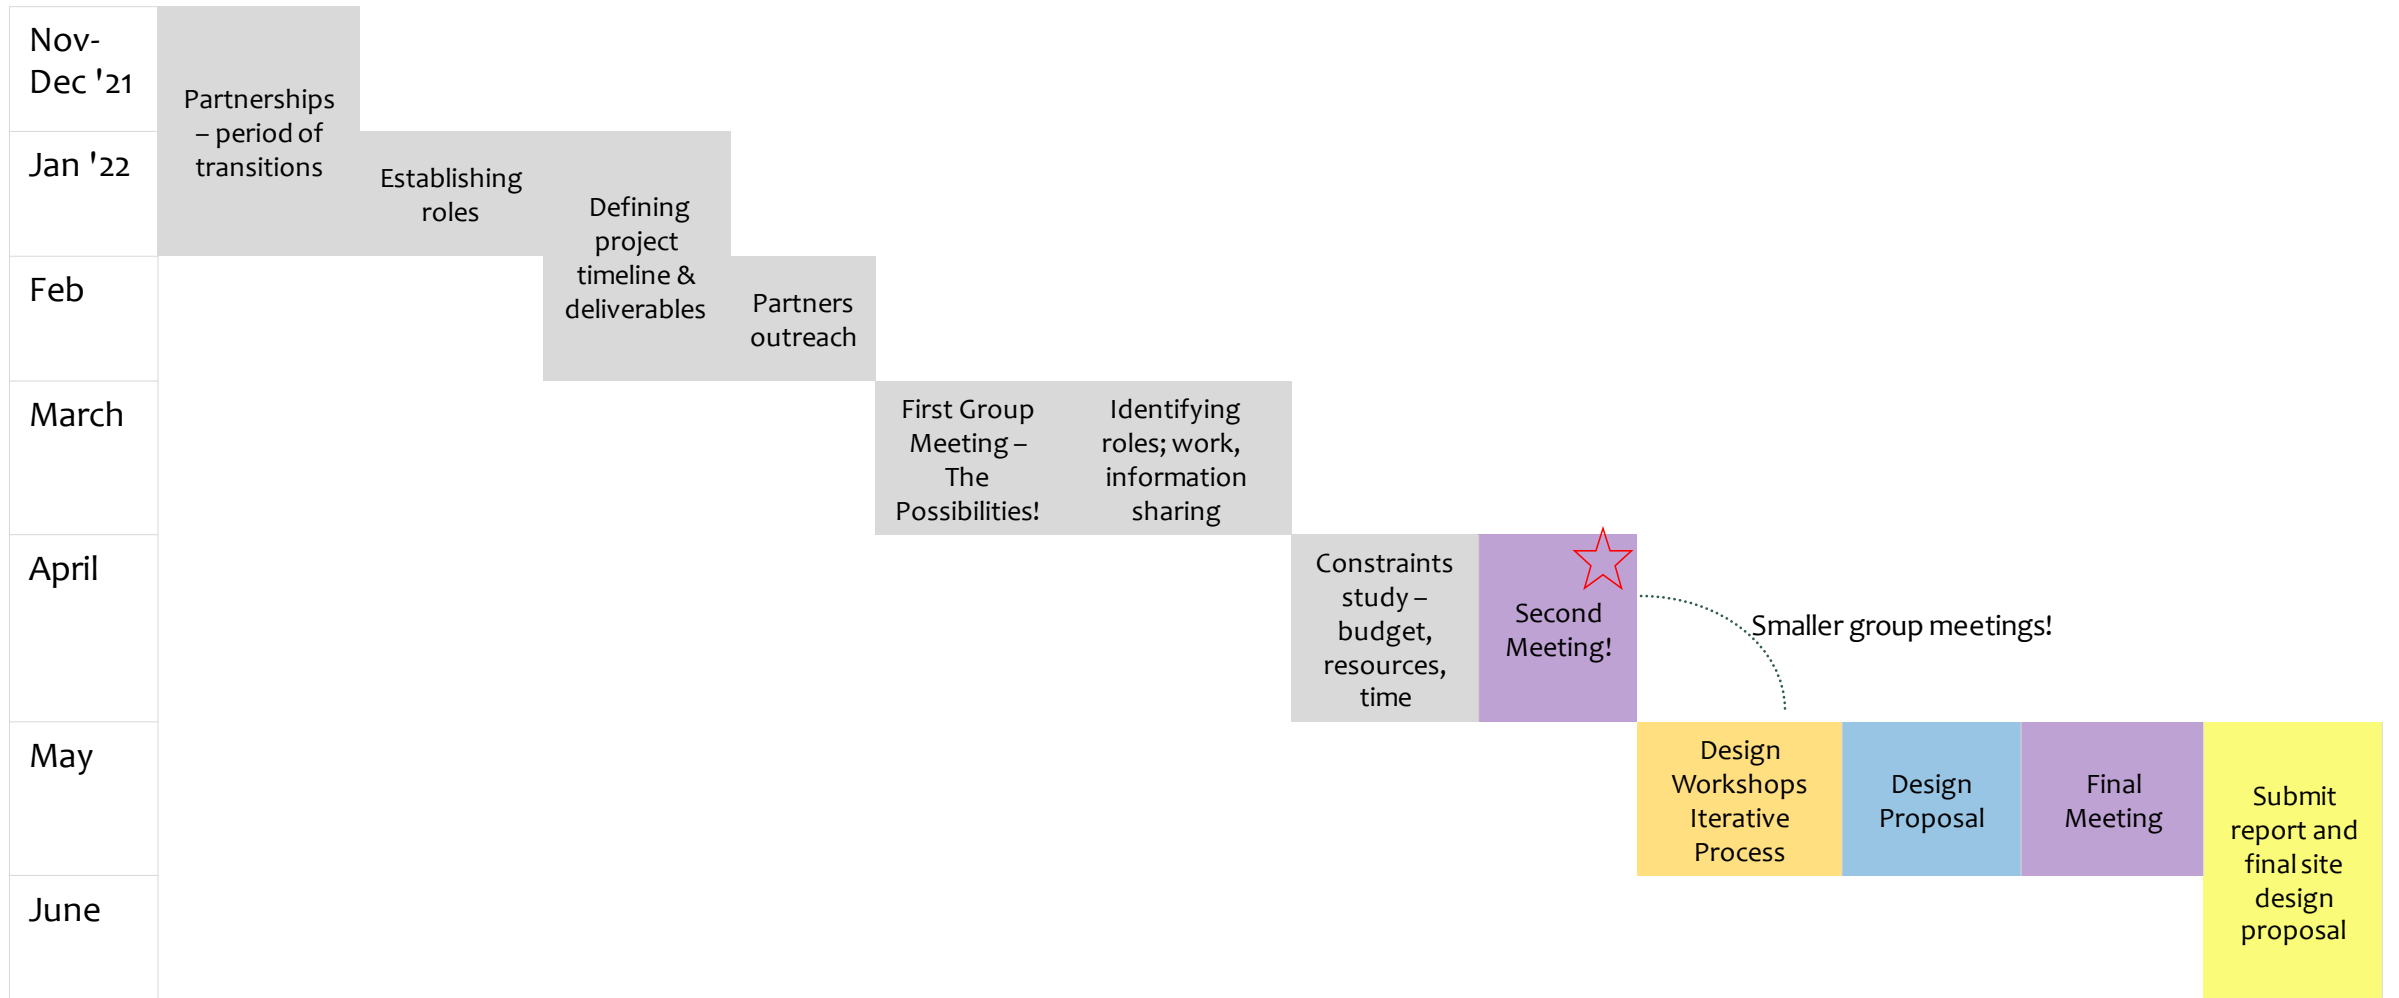 Nov-
Dec '21
Partnerships
– period of
transitions
Jan '22
Establishing
roles
Defining
project
timeline &
deliverables
Feb
Partners
outreach
March
First Group
Meeting –
The
Possibilities!
Identifying
roles; work,
information
sharing
April
Constraints
study –
budget,
resources,
time
Second
Meeting!
Smaller group meetings!
May
Design
Workshops
Iterative
Process
Design
Proposal
Final
Meeting
Submit
report and
final site
design
proposal
June